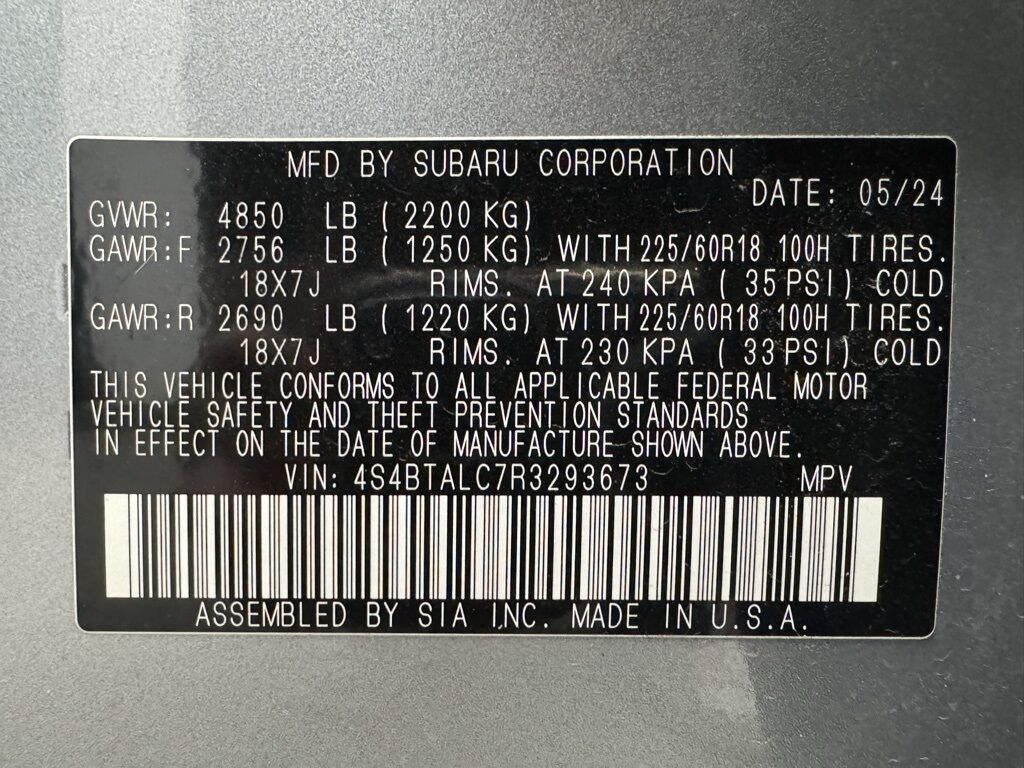 MFD BY SUBARU CORPORATION
DATE: 05/24
GVWR: 4850 LB ( 2200 KG)
GAWR:F 2756 LB ( 1250 KG) WITH 225/60R18 100H TIRES.
18X7J RIMS. AT 240 KPA ( 35 PSI) COLD
GAWR:R 2690 LB ( 1220 KG) WITH 225/60R18 100H TIRES.
18X7J RIMS. AT 230 KPA ( 33 PSI) COLD
THIS VEHICLE CONFORMS TO ALL APPLICABLE FEDERAL MOTOR
VEHICLE SAFETY AND THEFT PREVENTION STANDARDS
IN EFFECT ON THE DATE OF MANUFACTURE SHOWN ABOVE.
VIN: 4S4BTALC7R3293673 MPV
ASSEMBLED BY SIA INC. MADE IN U.S.A.